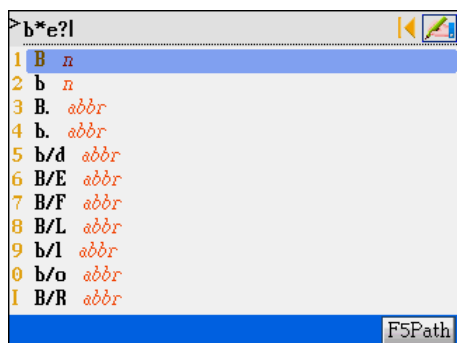 >b*e?
1 B n
2 b n
3 B. abbr
4 b. abbr
5 b/d abbr
6 B/E abbr
7 B/F abbr
8 B/L abbr
9 b/l abbr
0 b/o abbr
I B/R abbr
F5Path